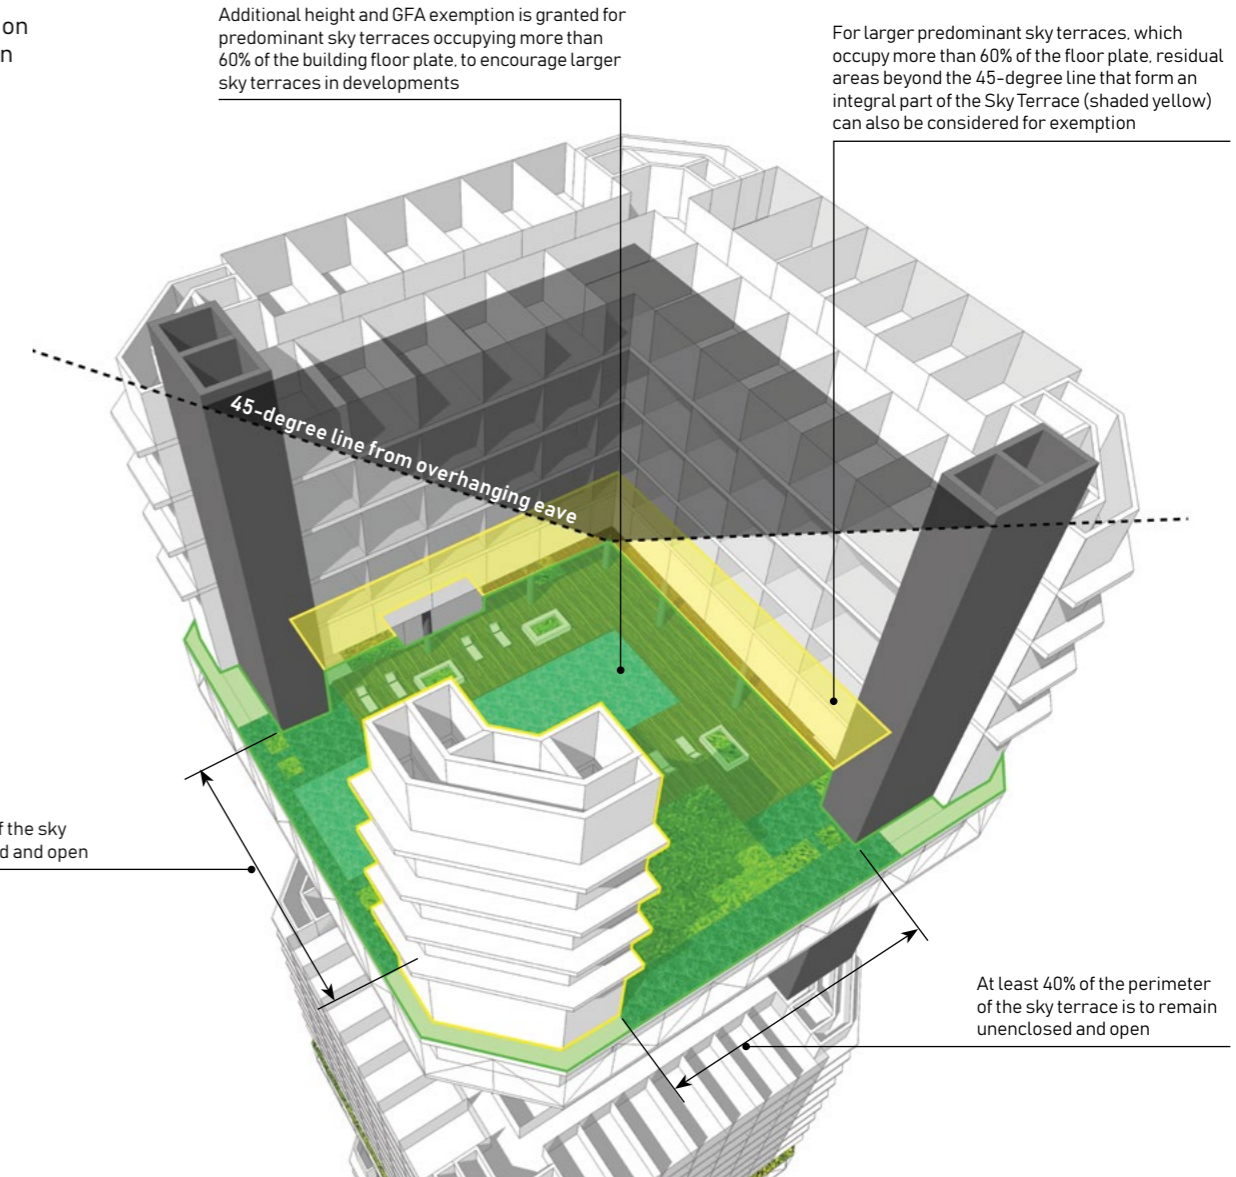 on
n
Additional height and GFA exemption is granted for
predominant sky terraces occupying more than
60% of the building floor plate, to encourage larger
sky terraces in developments
For larger predominant sky terraces, which
occupy more than 60% of the floor plate, residual
areas beyond the 45-degree line that form an
integral part of the Sky Terrace (shaded yellow)
can also be considered for exemption
45-degree line from overhanging eave
f the sky
d and open
At least 40% of the perimeter
of the sky terrace is to remain
unenclosed and open